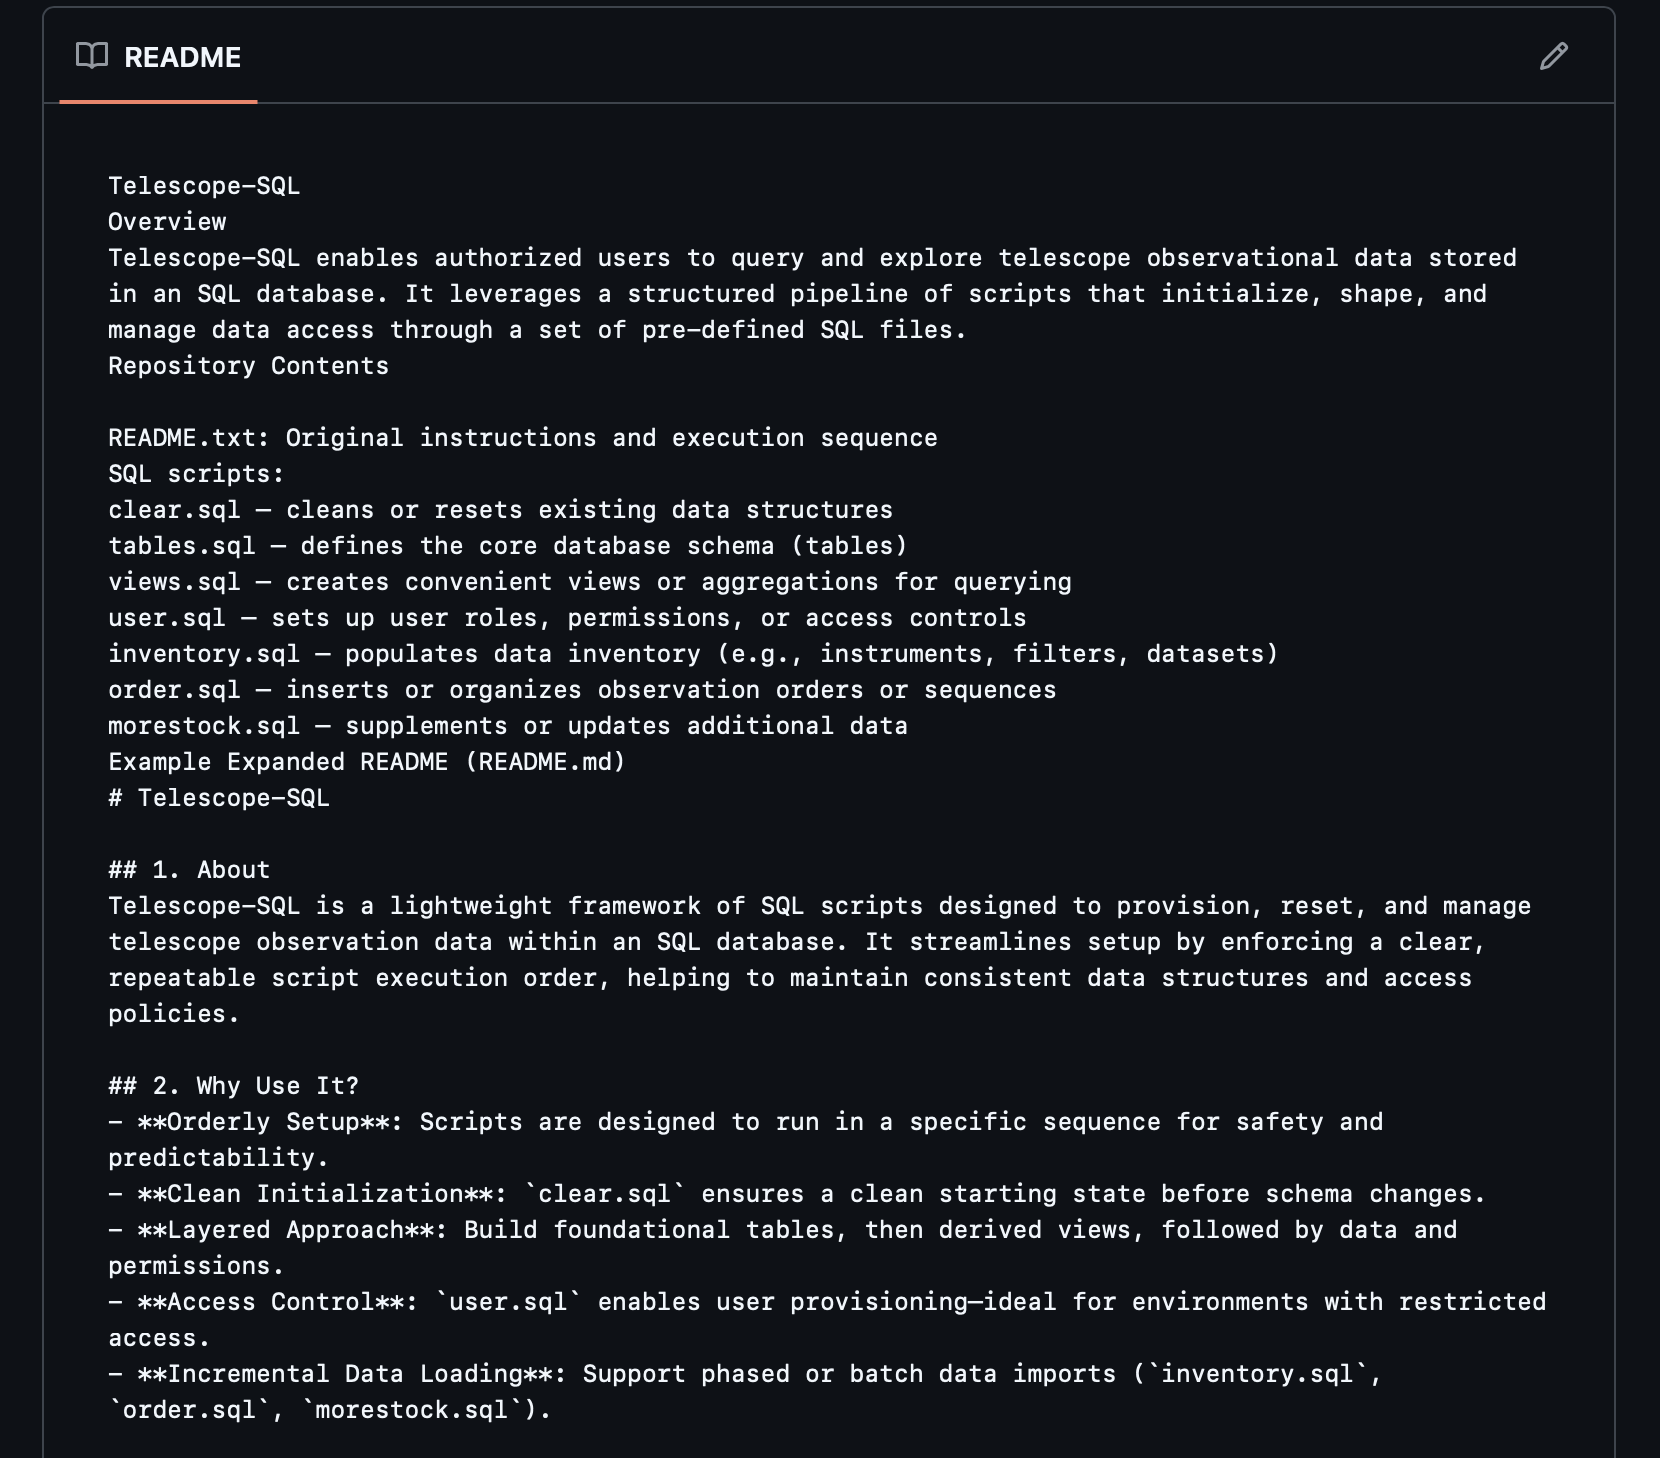 README
Telescope-SQL
Overview
Telescope-SQL enables authorized users to query and explore telescope observational data stored
in an SQL database. It leverages a structured pipeline of scripts that initialize, shape, and
manage data access through a set of pre-defined SQL files.
Repository Contents

README.txt: Original instructions and execution sequence
SQL scripts:
clear.sql – cleans or resets existing data structures
tables.sql – defines the core database schema (tables)
views.sql – creates convenient views or aggregations for querying
user.sql – sets up user roles, permissions, or access controls
inventory.sql – populates data inventory (e.g., instruments, filters, datasets)
order.sql – inserts or organizes observation orders or sequences
morestock.sql – supplements or updates additional data
Example Expanded README (README.md)
# Telescope-SQL

## 1. About
Telescope-SQL is a lightweight framework of SQL scripts designed to provision, reset, and manage
telescope observation data within an SQL database. It streamlines setup by enforcing a clear,
repeatable script execution order, helping to maintain consistent data structures and access
policies.

## 2. Why Use It?
- **Orderly Setup**: Scripts are designed to run in a specific sequence for safety and
predictability.
- **Clean Initialization**: `clear.sql` ensures a clean starting state before schema changes.
- **Layered Approach**: Build foundational tables, then derived views, followed by data and
permissions.
- **Access Control**: `user.sql` enables user provisioning—ideal for environments with restricted
access.
- **Incremental Data Loading**: Support phased or batch data imports (`inventory.sql`,
`order.sql`, `morestock.sql`).